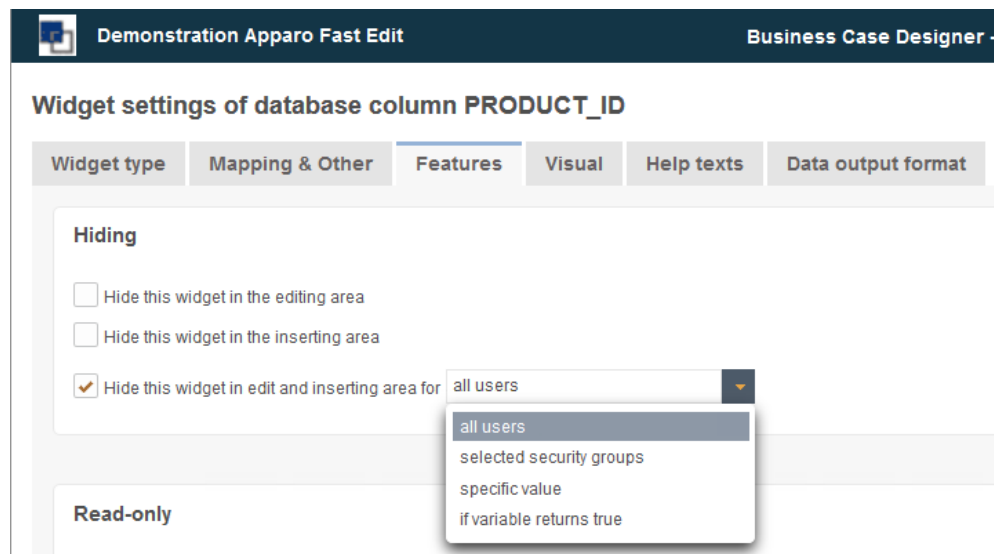 Demonstration Apparo Fast Edit
Business Case Designer -
Widget settings of database column PRODUCT_ID
Widget type
Mapping & Other
Features
Visual
Help texts
Data output format
Hiding
Hide this widget in the editing area
Hide this widget in the inserting area
Hide this widget in edit and inserting area for all users
all users
selected security groups
specific value
if variable returns true
Read-only